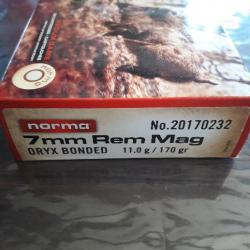 norma No.20170232
7mm Rem Mag
ORYX BONDED 11.0 g / 170 gr